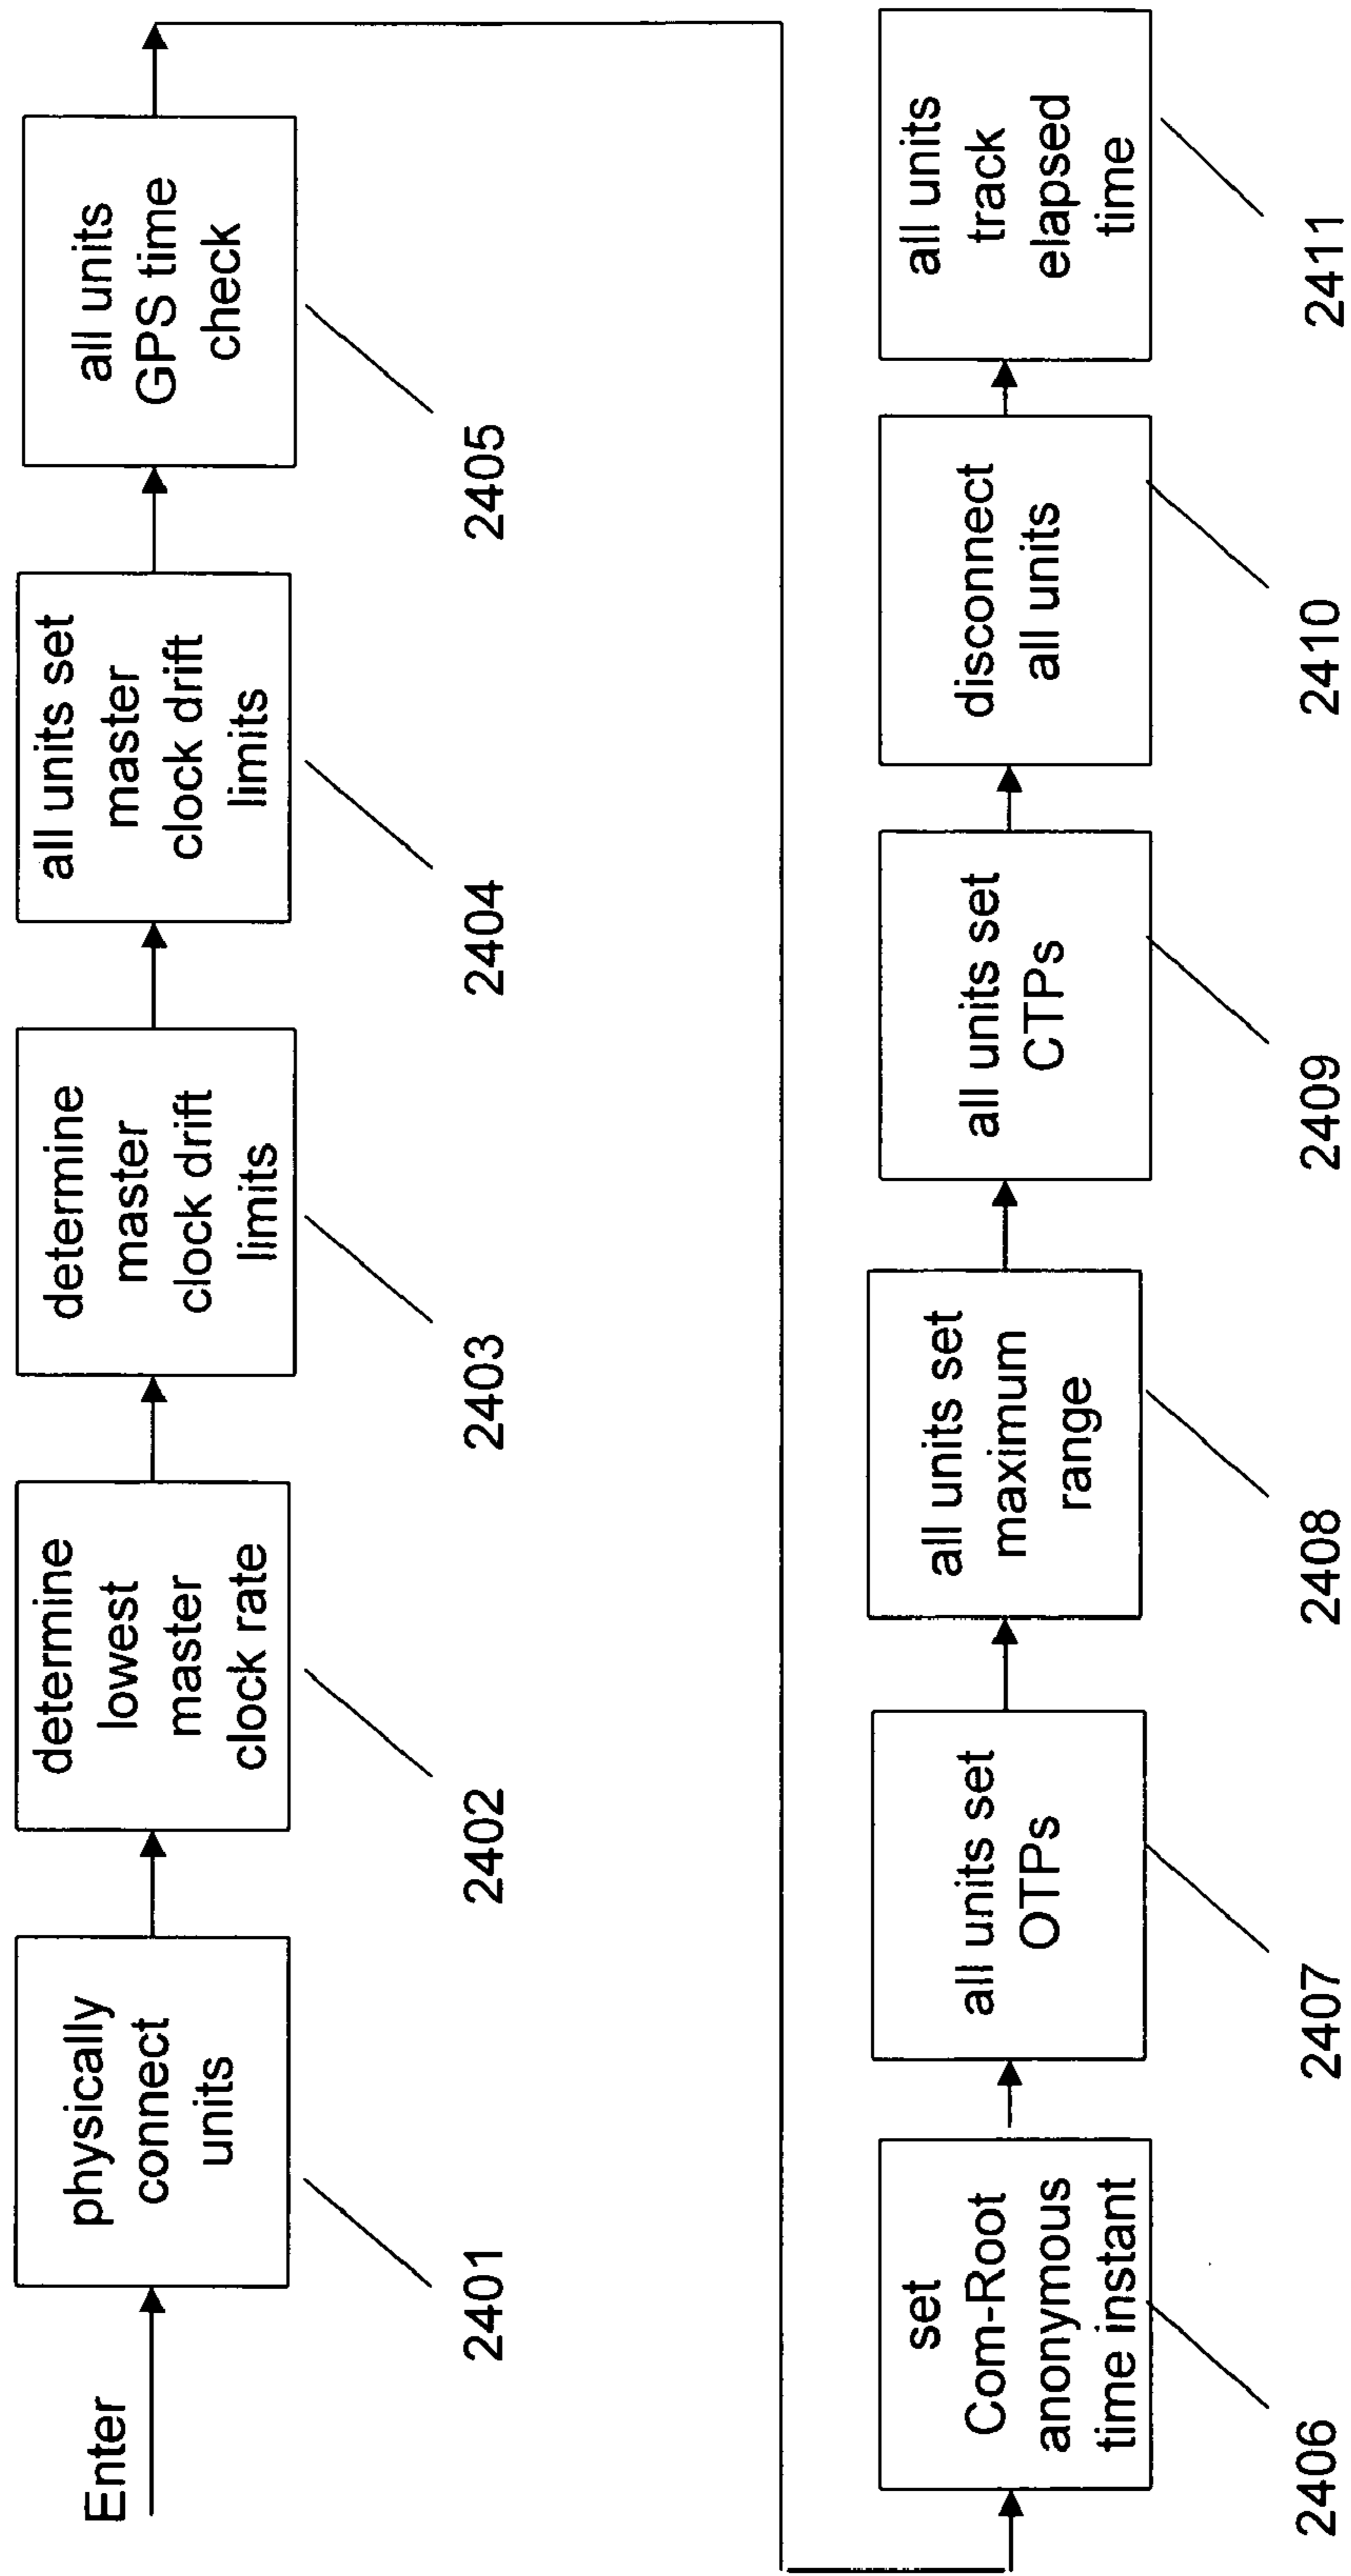 Enter
physically
connect
units
2401
determine
lowest
master
clock rate
2402
determine
master
clock drift
limits
2403
all units set
master
clock drift
limits
2404
all units
GPS time
check
2405
set
Com-Root
anonymous
time instant
2406
all units set
OTPs
2407
all units set
maximum
range
2408
all units set
CTPs
2409
disconnect
all units
2410
all units
track
elapsed
time
2411